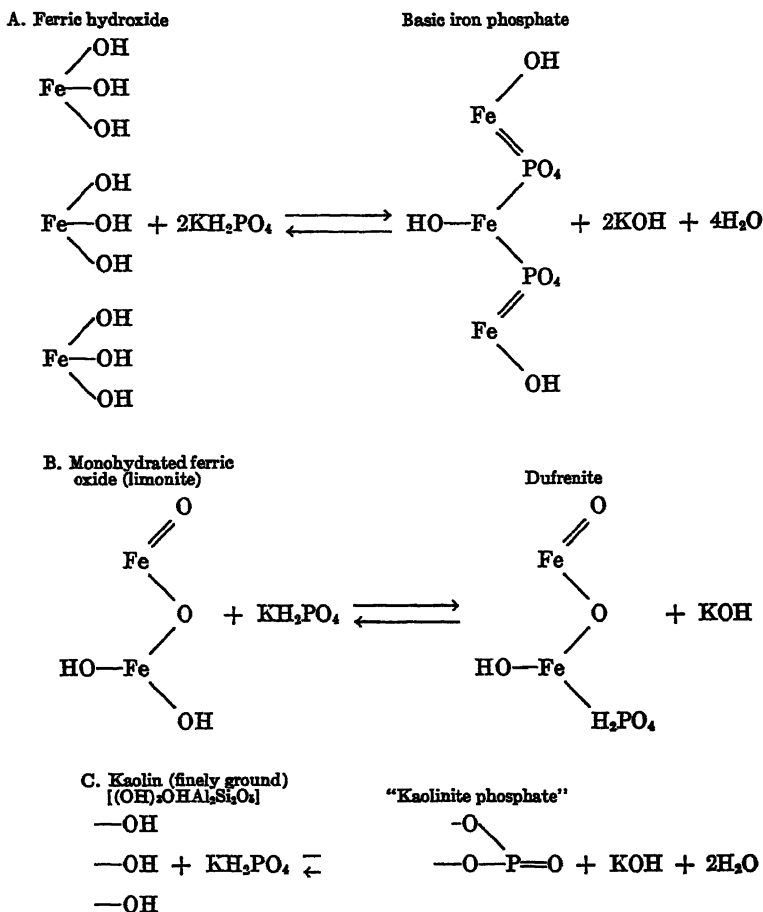 A. Ferric hydroxide
Basic iron phosphate
OH
Fe—OH
OH
OH
Fe—OH + 2KH₂PO₄
OH
OH
Fe—OH
OH
OH
Fe
PO₄
HO—Fe + 2KOH + 4H₂O
PO₄
Fe
OH
B. Monohydrated ferric
oxide (limonite)
O
Fe
O + KH₂PO₄
HO—Fe
OH
Dufrenite
O
Fe
O + KOH
HO—Fe
H₂PO₄
C. Kaolin (finely ground)
[(OH)₃OHAl₂Si₂O₅]
—OH
—OH + KH₂PO₄
—OH
"Kaolinite phosphate"
-O
—O—P=O + KOH + 2H₂O